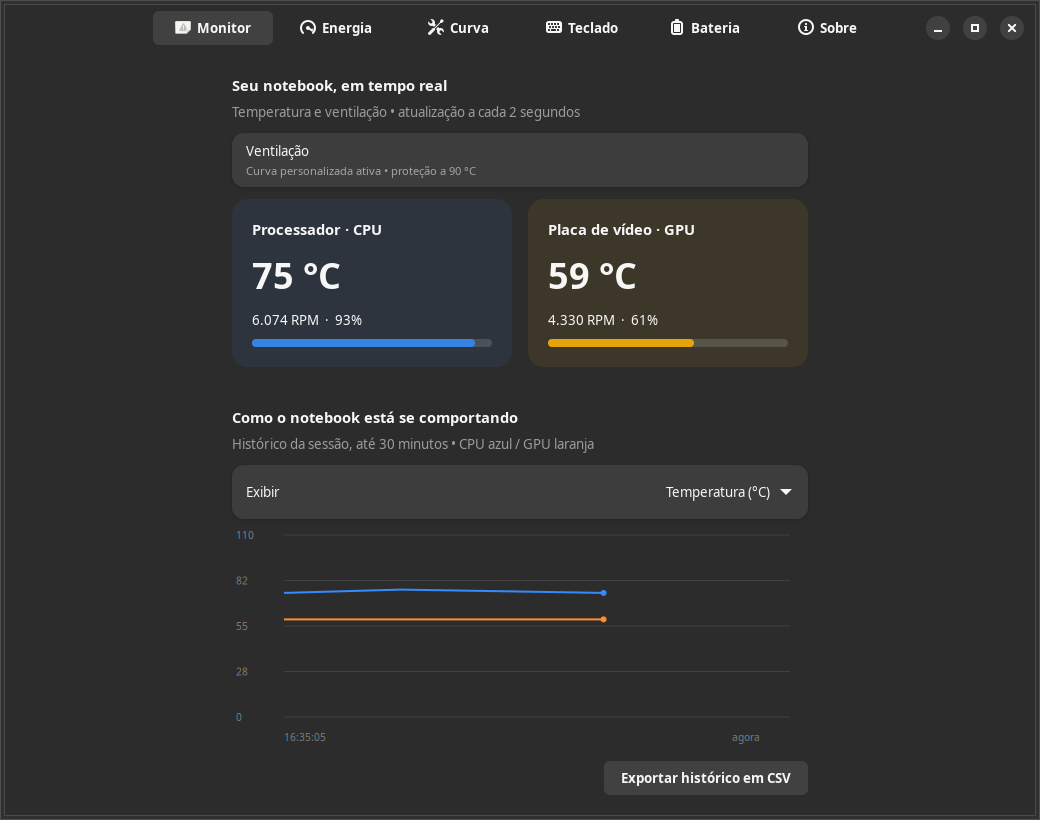 Monitor
Energia
Curva
Teclado
Bateria
Sobre
Seu notebook, em tempo real
Temperatura e ventilação • atualização a cada 2 segundos
Ventilação
Curva personalizada ativa • proteção a 90 °C
Processador · CPU
75 °C
6.074 RPM · 93%
Placa de vídeo · GPU
59 °C
4.330 RPM · 61%
Como o notebook está se comportando
Histórico da sessão, até 30 minutos • CPU azul / GPU laranja
Exibir
Temperatura (°C)
110
82
55
28
0
16:35:05
agora
Exportar histórico em CSV